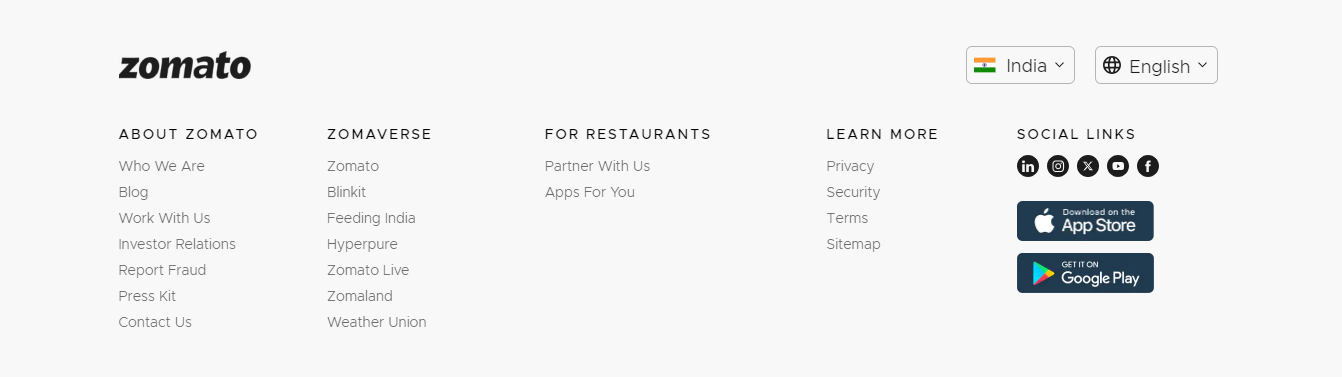 zomato
India
English
ABOUT ZOMATO
Who We Are
Blog
Work With Us
Investor Relations
Report Fraud
Press Kit
Contact Us
ZOMAVERSE
Zomato
Blinkit
Feeding India
Hyperpure
Zomato Live
Zomaland
Weather Union
FOR RESTAURANTS
Partner With Us
Apps For You
LEARN MORE
Privacy
Security
Terms
Sitemap
SOCIAL LINKS
Download on the
App Store
GET IT ON
Google Play